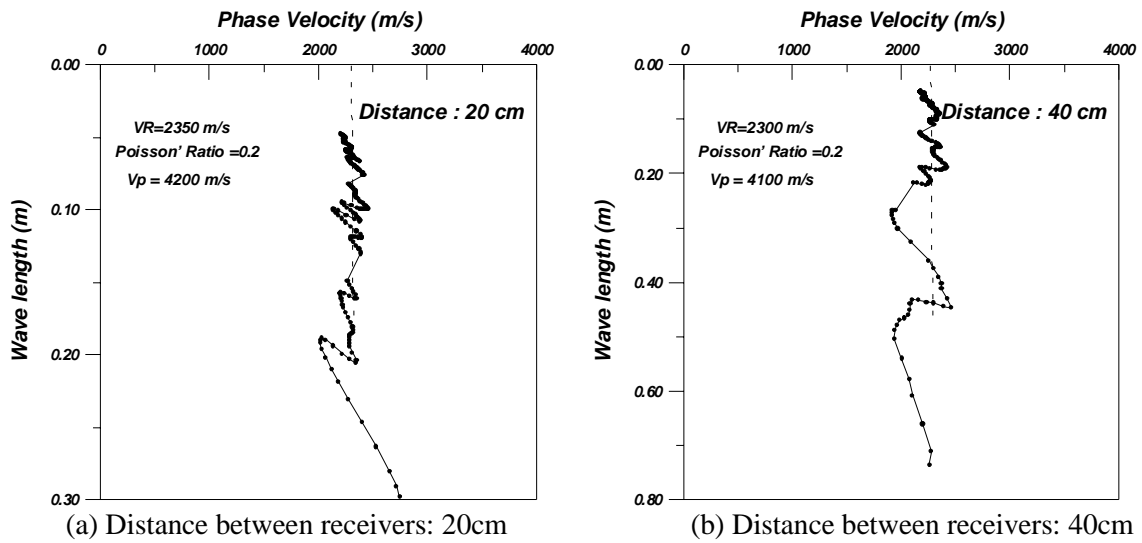 Phase Velocity (m/s)
0 1000 2000 3000 4000
0.00
0.10
0.20
0.30
Wave length (m)
Distance : 20 cm
VR=2350 m/s
Poisson' Ratio =0.2
Vp = 4200 m/s
(a) Distance between receivers: 20cm
Phase Velocity (m/s)
0 1000 2000 3000 4000
0.00
0.20
0.40
0.60
0.80
Wave length (m)
Distance : 40 cm
VR=2300 m/s
Poisson' Ratio =0.2
Vp = 4100 m/s
(b) Distance between receivers: 40cm